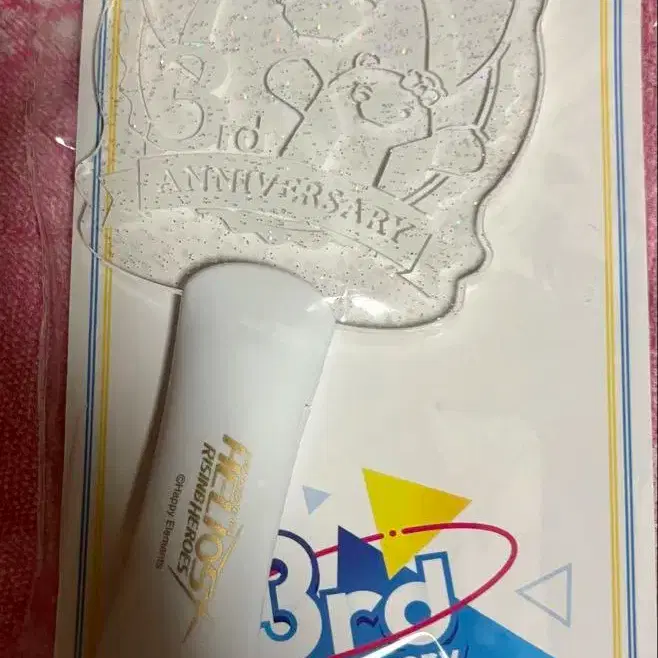 3rd
ANNIVERSARY
HELIOS
RISING HEROES
©Happy Elements
3rd